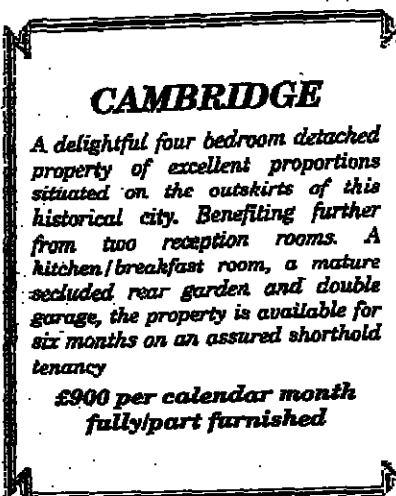 CAMBRIDGE
A delightful four bedroom detached
property of excellent proportions
situated on the outskirts of this
historical city. Benefiting further
from two reception rooms. A
kitchen/breakfast room, a mature
secluded rear garden and double
garage, the property is available for
six months on an assured shorthold
tenancy
£900 per calendar month
fully/part furnished